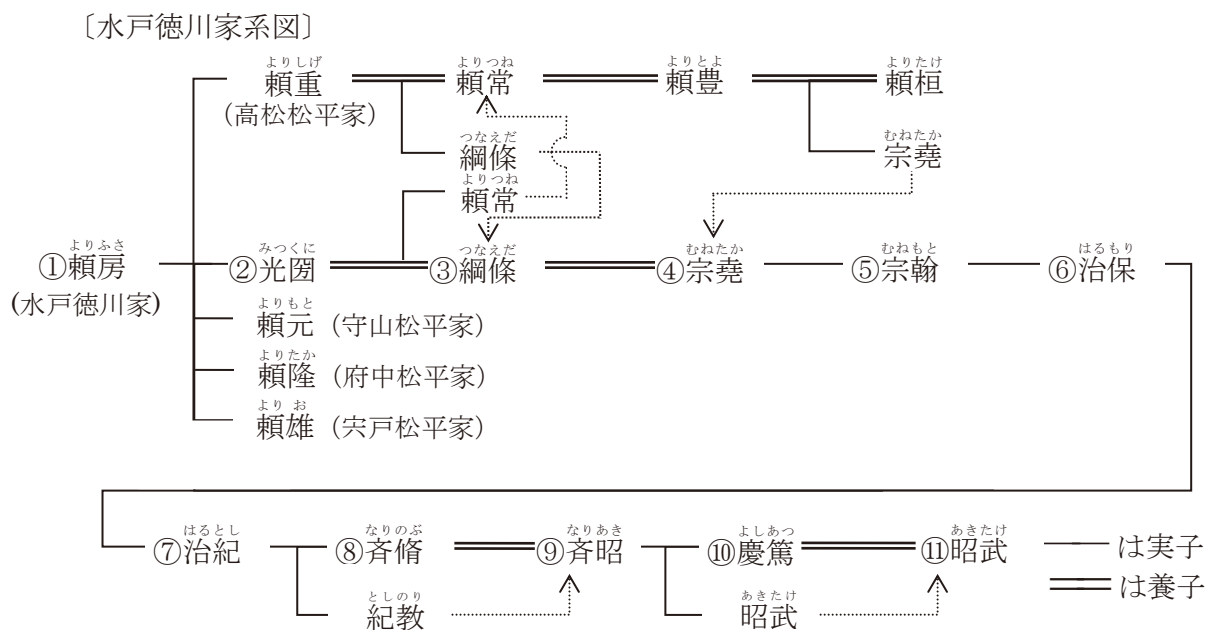 〔水戸徳川家系図〕
よりしげ よりつね よりとよ よりたけ
頼重 頼常 頼豊 頼桓
(高松松平家)
つなえだ むねたか
綱條 宗堯
よりつね
頼常
よりふさ みつくに つなえだ むねたか むねもと はるもり
①頼房 ②光圀 ③綱條 ④宗堯 ⑤宗翰 ⑥治保
(水戸徳川家)
よりもと
頼元 (守山松平家)
よりたか
頼隆 (府中松平家)
よりお
頼雄 (宍戸松平家)
はるとし なりのぶ なりあき よしあつ あきたけ
⑦治紀 ⑧斉脩 ⑨斉昭 ⑩慶篤 ⑪昭武 は実子
は養子
としのり あきたけ
紀教 昭武